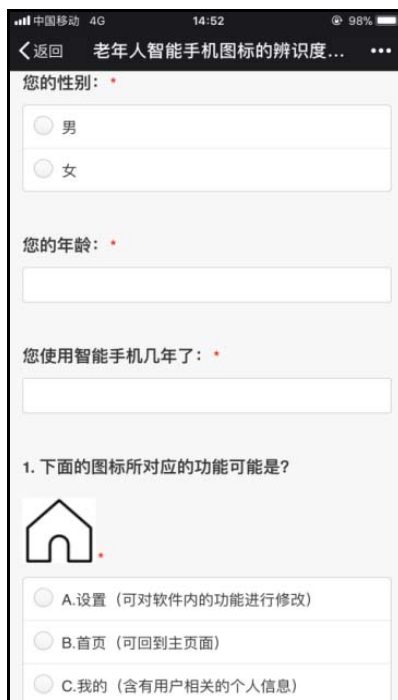 中国移动 4G 14:52 98%
返回 老年人智能手机图标的辨识度...
您的性别：*
男
女
您的年龄：*
您使用智能手机几年了：*
1. 下面的图标所对应的功能可能是?
*
A.设置（可对软件内的功能进行修改）
B.首页（可回到主页面）
C.我的（含有用户相关的个人信息）